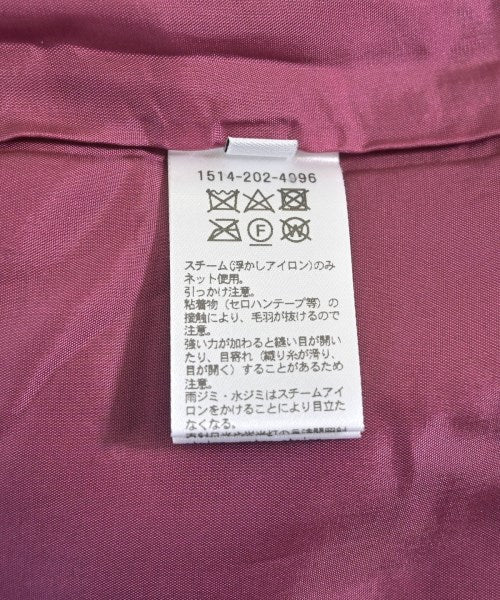 1514-202-4996
F
W
スチーム(浮かしアイロン)のみ
ネット使用。
引っかけ注意。
粘着物(セロハンテープ等)の
接触により、毛羽が抜けるので
注意。
強い力が加わると縫い目が開い
たり、目寄れ(織り糸が滑り、
目が開く)することがあるため
注意。
雨ジミ・水ジミはスチームアイ
ロンをかけることにより目立た
なくなる。